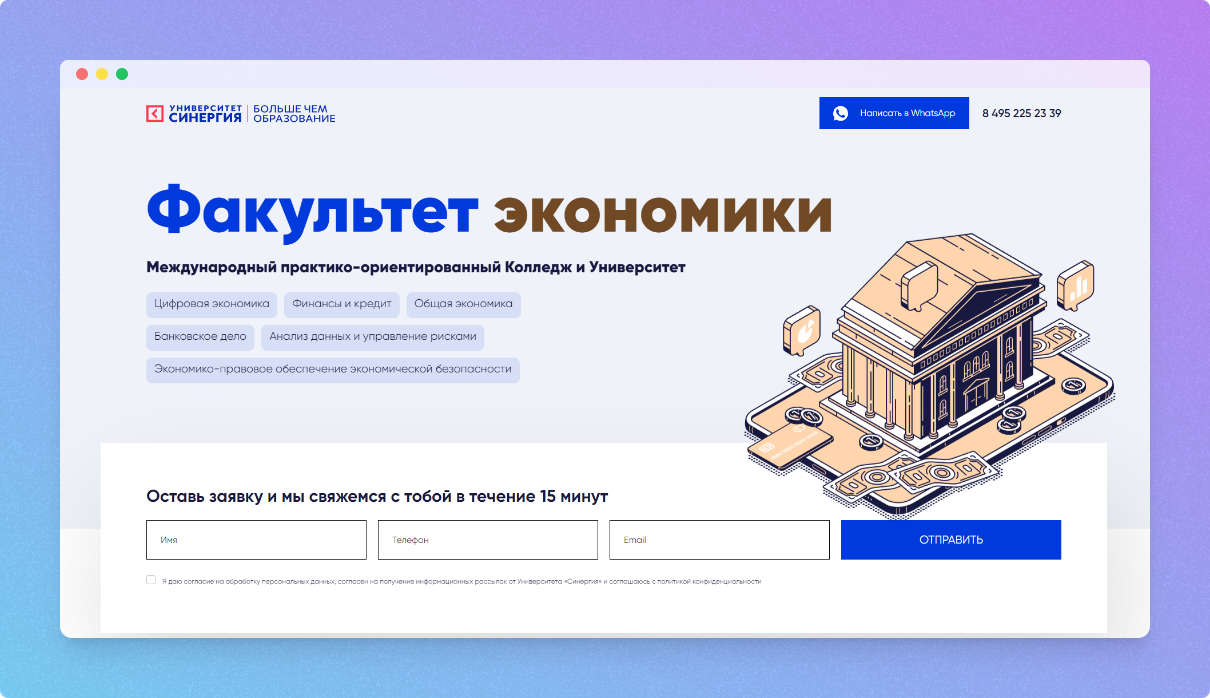 УНИВЕРСИТЕТ
СИНЕРГИЯ
БОЛЬШЕ ЧЕМ
ОБРАЗОВАНИЕ
Написать в WhatsApp
8 495 225 23 39
Факультет экономики
Международный практико-ориентированный Колледж и Университет
Цифровая экономика
Финансы и кредит
Общая экономика
Банковское дело
Анализ данных и управление рисками
Экономико-правовое обеспечение экономической безопасности
Оставь заявку и мы свяжемся с тобой в течение 15 минут
Имя
Телефон
Email
ОТПРАВИТЬ
Я даю согласие на обработку персональных данных, согласен на получение информационных рассылок от Университета «Синергия» и соглашаюсь с политикой конфиденциальности